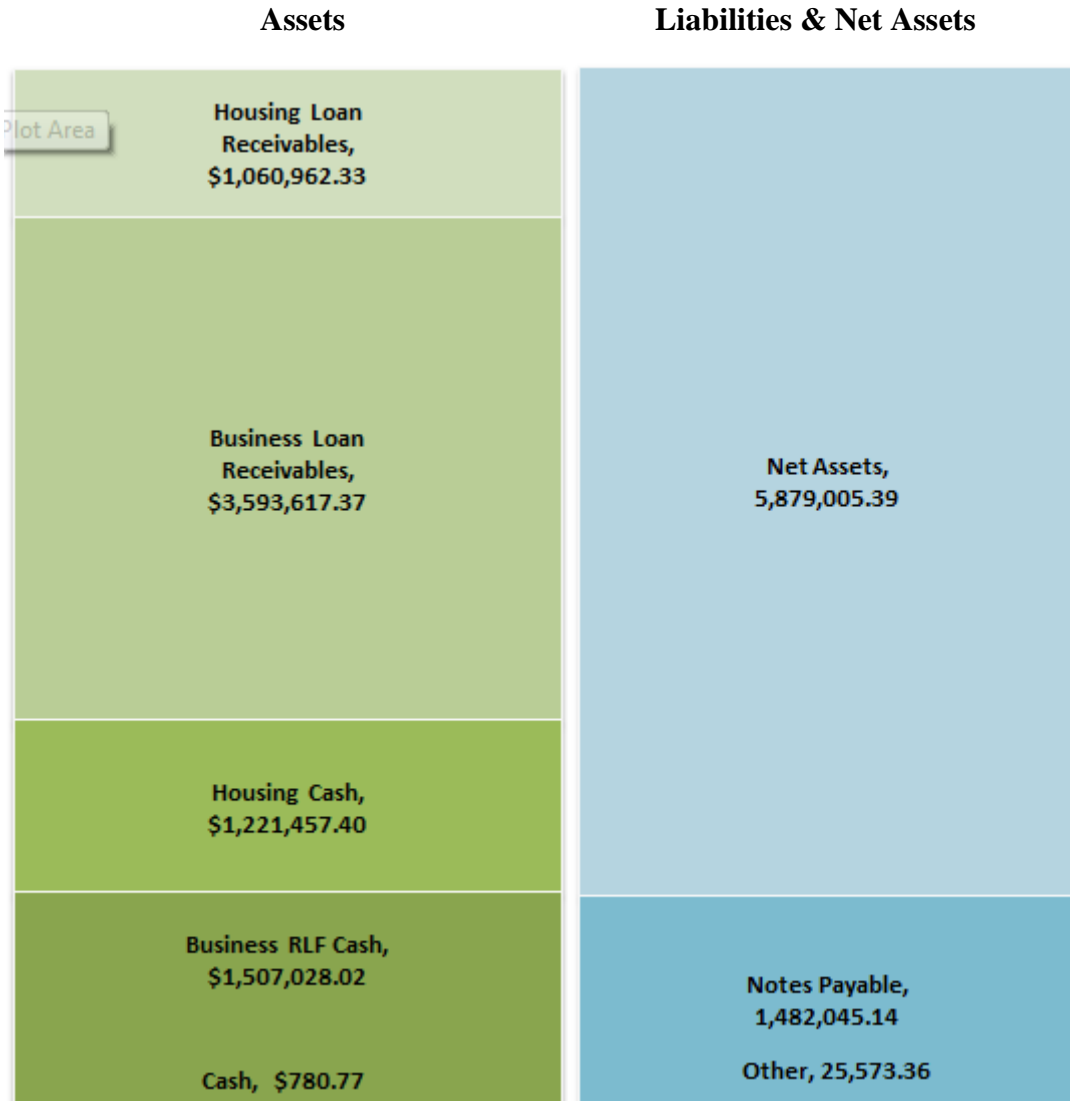 Assets
Liabilities & Net Assets
Plot Area
Housing Loan
Receivables,
$1,060,962.33
Business Loan
Receivables,
$3,593,617.37
Housing Cash,
$1,221,457.40
Business RLF Cash,
$1,507,028.02
Cash, $780.77
Net Assets,
5,879,005.39
Notes Payable,
1,482,045.14
Other, 25,573.36